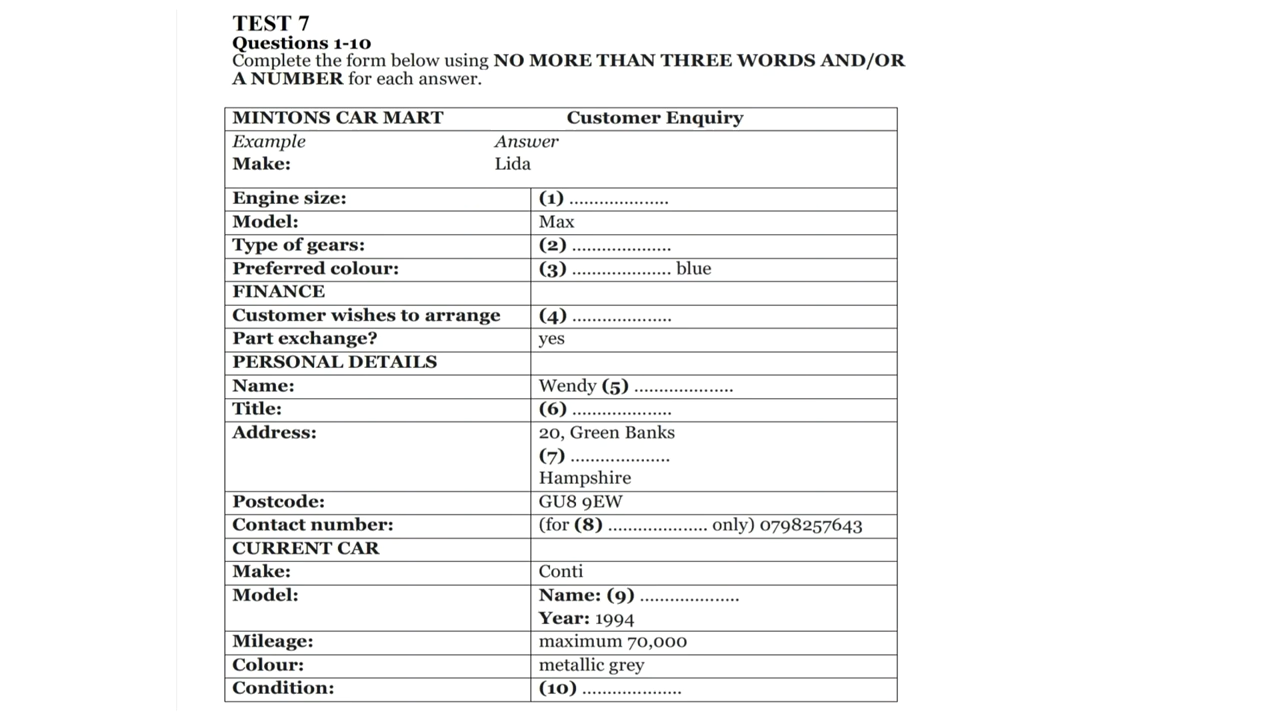 TEST 7
Questions 1-10
Complete the form below using NO MORE THAN THREE WORDS AND/OR
A NUMBER for each answer.
MINTONS CAR MART Customer Enquiry
Example Answer
Make: Lida
Engine size: (1) ....................
Model: Max
Type of gears: (2) ....................
Preferred colour: (3) .................... blue
FINANCE
Customer wishes to arrange (4) ....................
Part exchange? yes
PERSONAL DETAILS
Name: Wendy (5) ....................
Title: (6) ....................
Address: 20, Green Banks
(7) ....................
Hampshire
Postcode: GU8 9EW
Contact number: (for (8) .................... only) 0798257643
CURRENT CAR
Make: Conti
Model: Name: (9) ....................
Year: 1994
Mileage: maximum 70,000
Colour: metallic grey
Condition: (10) ....................